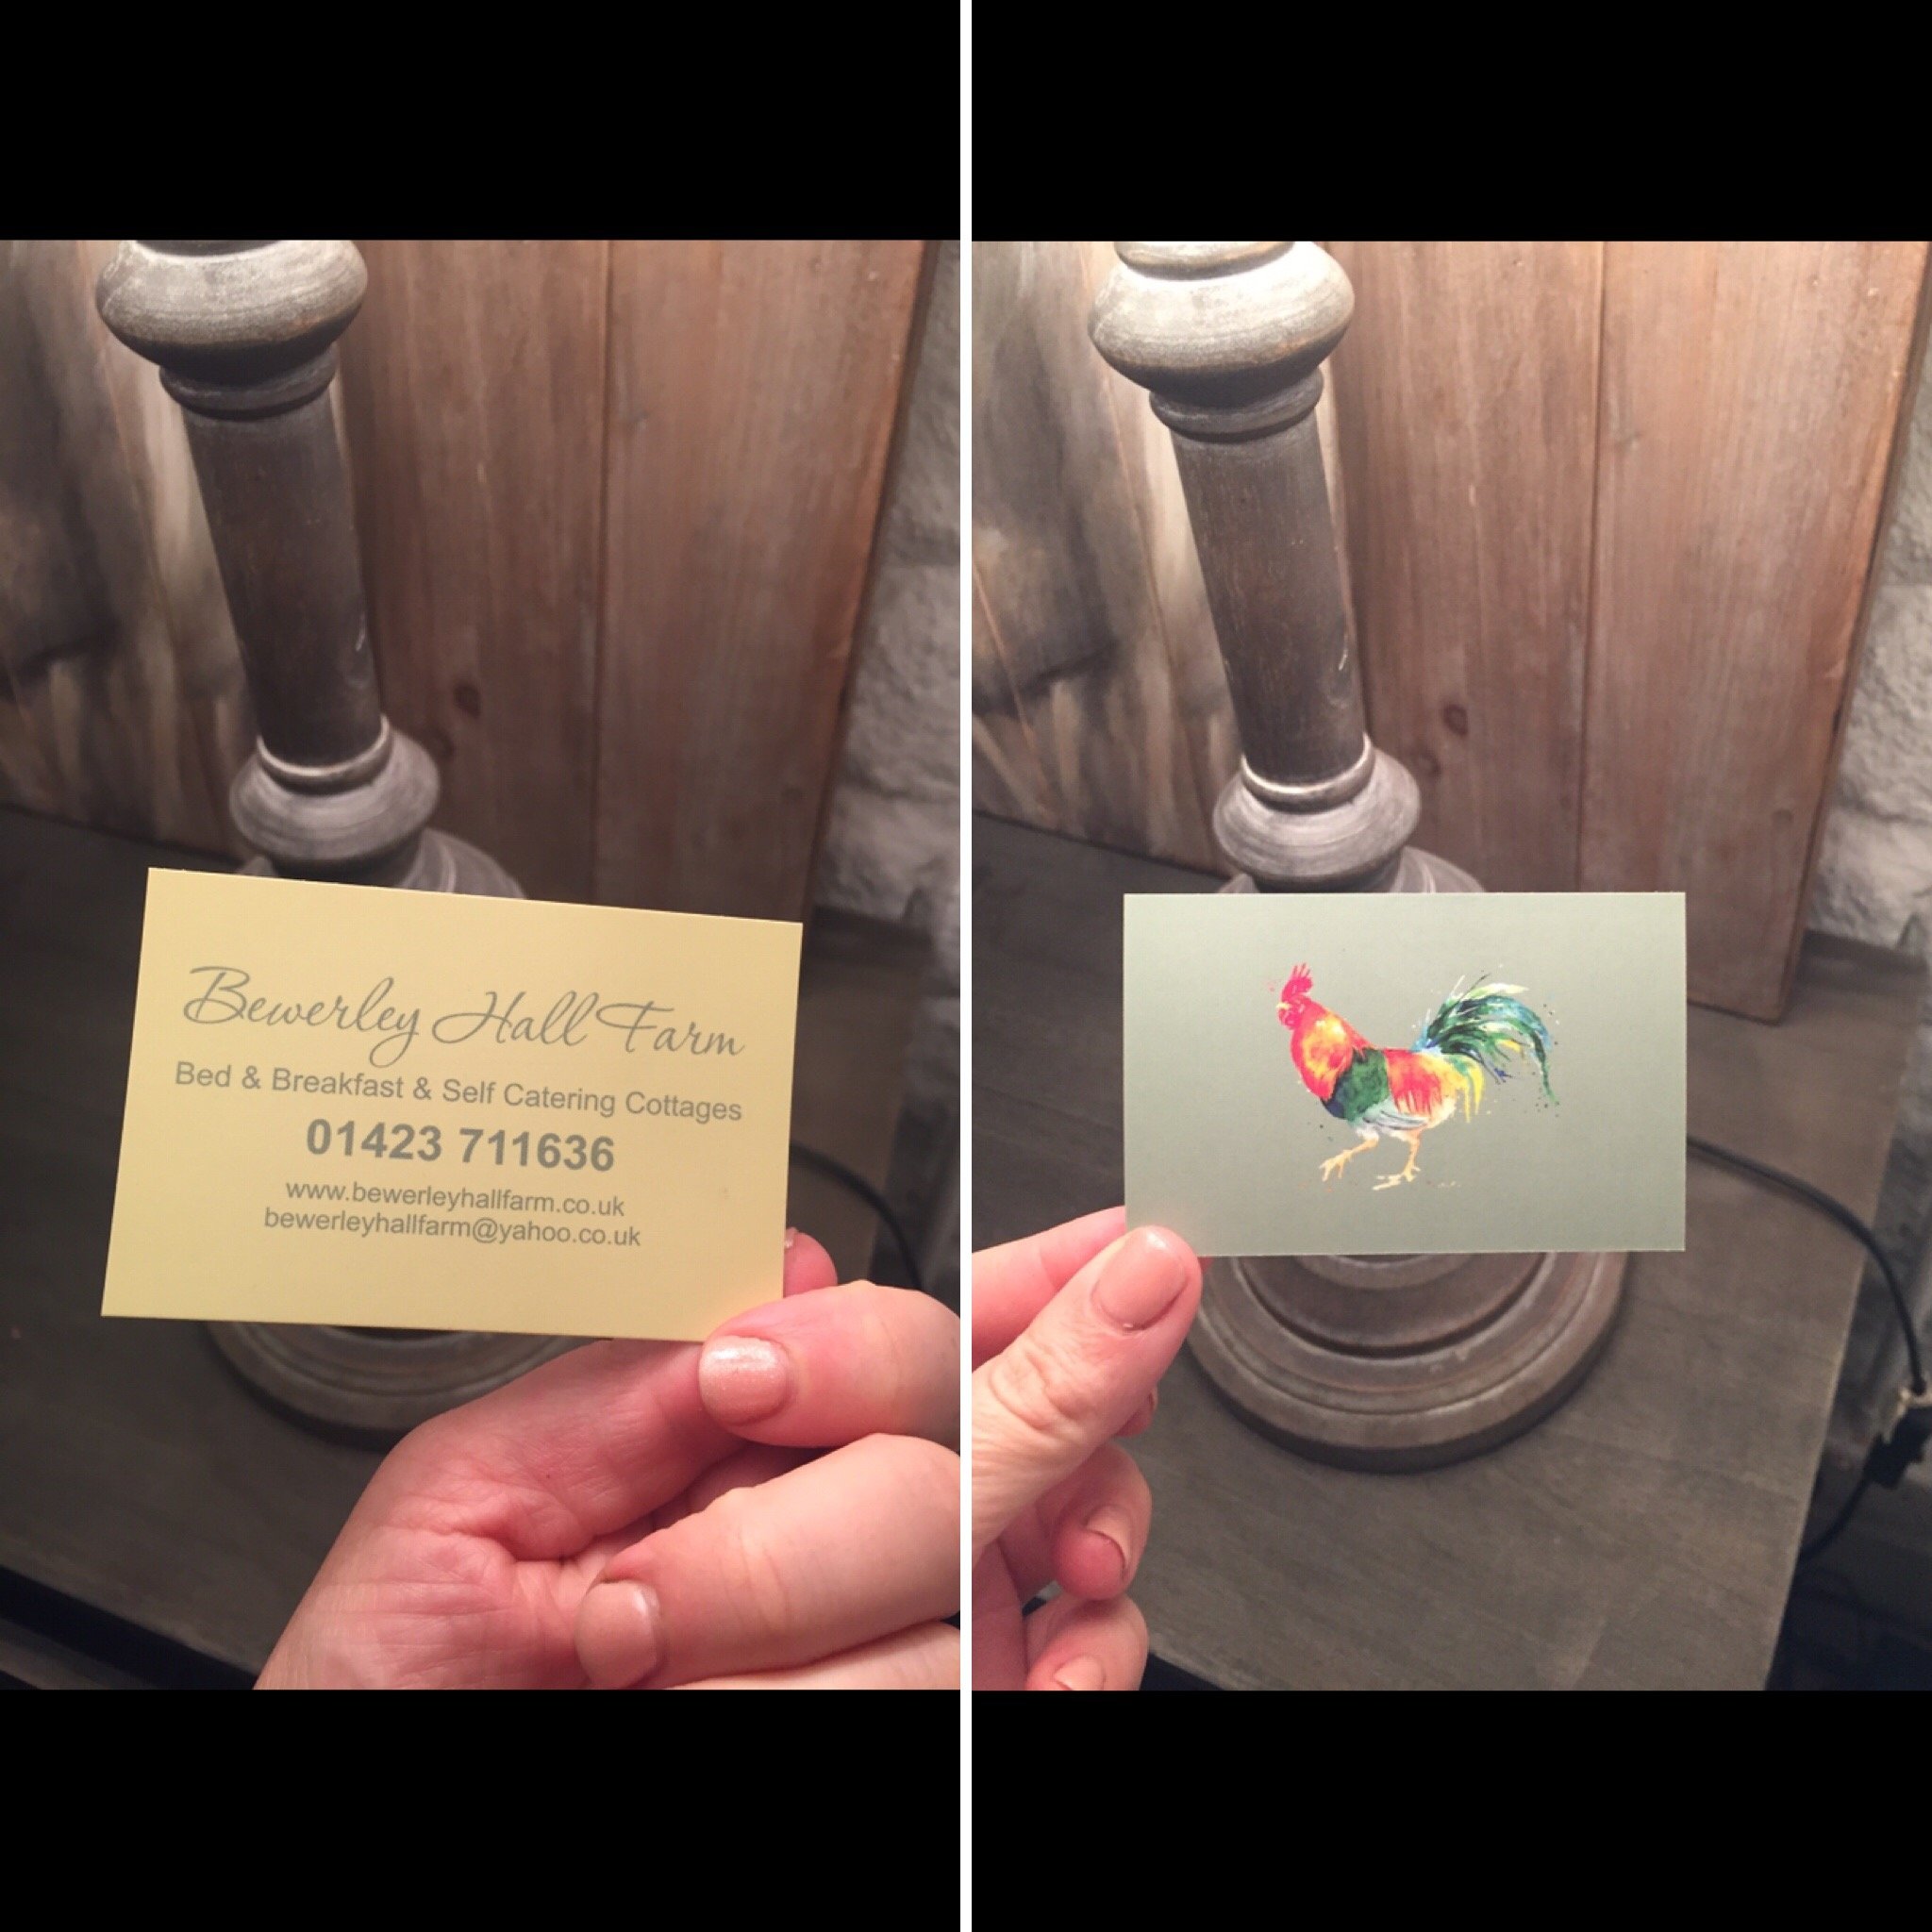 Bewerley Hall Farm
Bed & Breakfast & Self Catering Cottages
01423 711636
www.bewerleyhallfarm.co.uk
bewerleyhallfarm@yahoo.co.uk